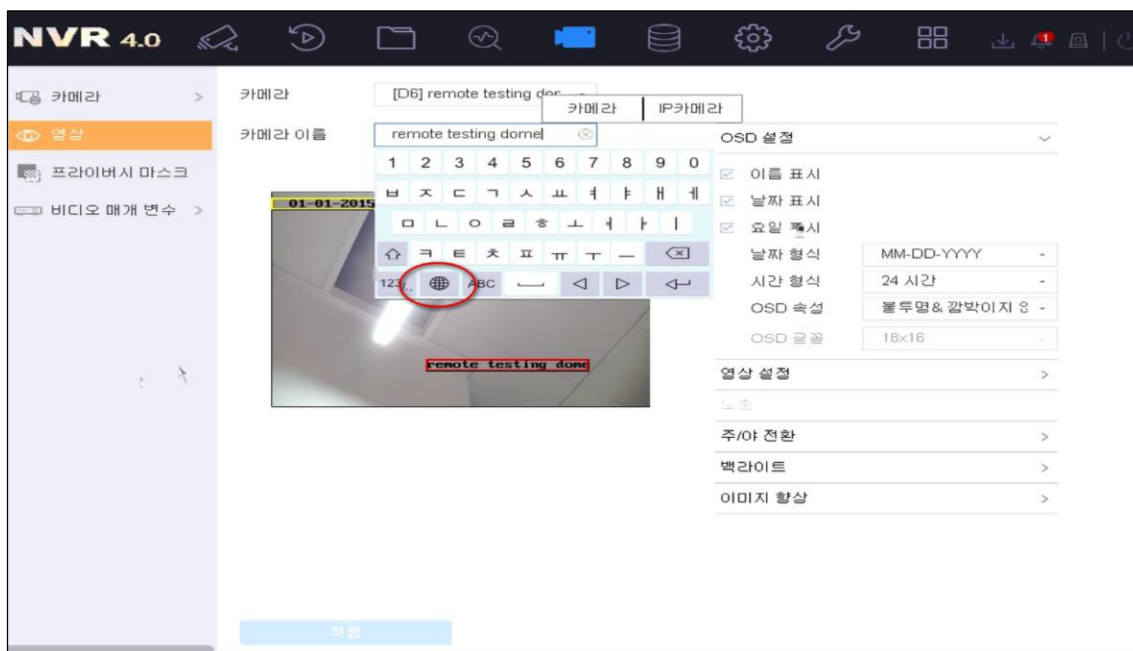 NVR 4.0
1
카메라
영상
프라이버시 마스크
비디오 매개 변수
카메라 [D6] remote testing dor
카메라 IP카메라
카메라 이름 remote testing dome
1 2 3 4 5 6 7 8 9 0
ㅂ ㅈ ㄷ ㄱ ㅅ ㅛ ㅕ ㅑ ㅐ ㅔ
ㅁ ㄴ ㅇ ㄹ ㅎ ㅗ ㅓ ㅏ ㅣ
ㅋ ㅌ ㅊ ㅍ ㅠ ㅜ ㅡ
123,. ABC
01-01-2015
remote testing dome
OSD 설정
이름 표시
날짜 표시
요일 표시
날짜 형식 MM-DD-YYYY
시간 형식 24 시간
OSD 속성 불투명& 깜박이지
OSD 글꼴 16x16
영상 설정
노출
주/야 전환
백라이트
이미지 향상
적용